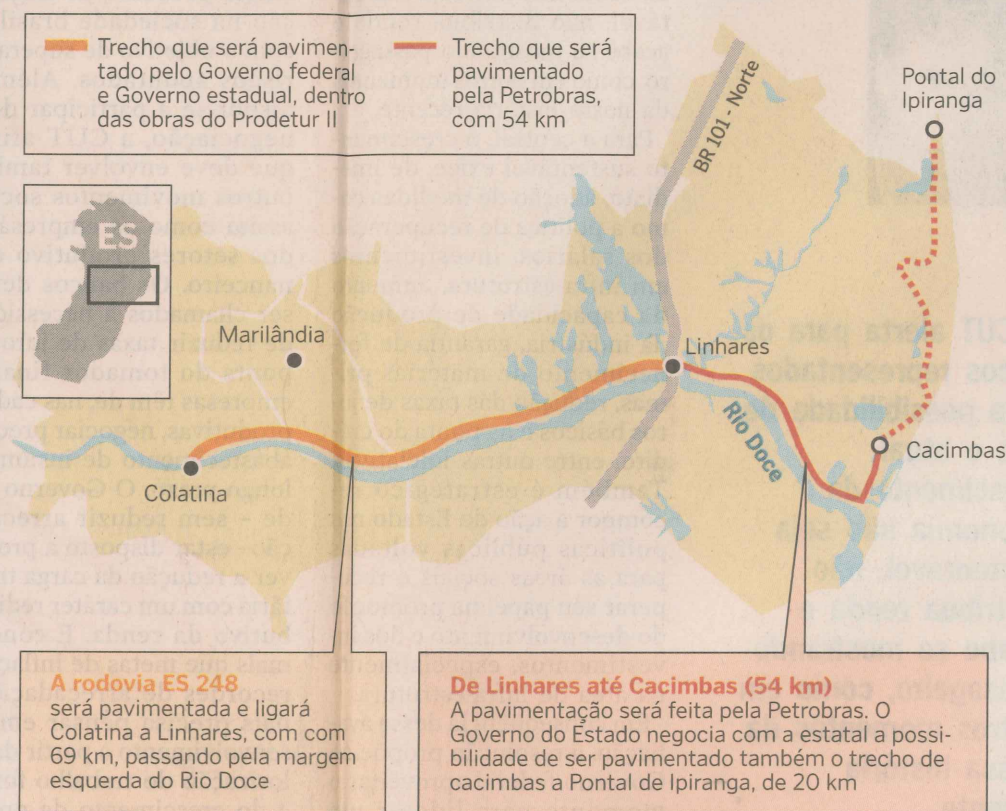 Trecho que será pavimen-
tado pelo Governo federal
e Governo estadual, dentro
das obras do Prodetur II
Trecho que será
pavimentado
pela Petrobras,
com 54 km
BR 101 - Norte
Pontal do
Ipiranga
ES
Marilândia
Linhares
Rio Doce
Cacimbas
Colatina
A rodovia ES 248
será pavimentada e ligará
Colatina a Linhares, com com
69 km, passando pela margem
esquerda do Rio Doce
De Linhares até Cacimbas (54 km)
A pavimentação será feita pela Petrobras. O
Governo do Estado negocia com a estatal a possi-
bilidade de ser pavimentado também o trecho de
cacimbas a Pontal de Ipiranga, de 20 km